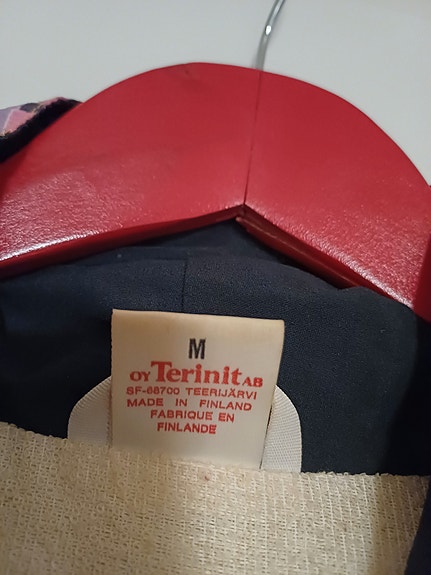 M
OY Terinit AB
SF-68700 TEERIJÄRVI
MADE IN FINLAND
FABRIQUE EN
FINLANDE